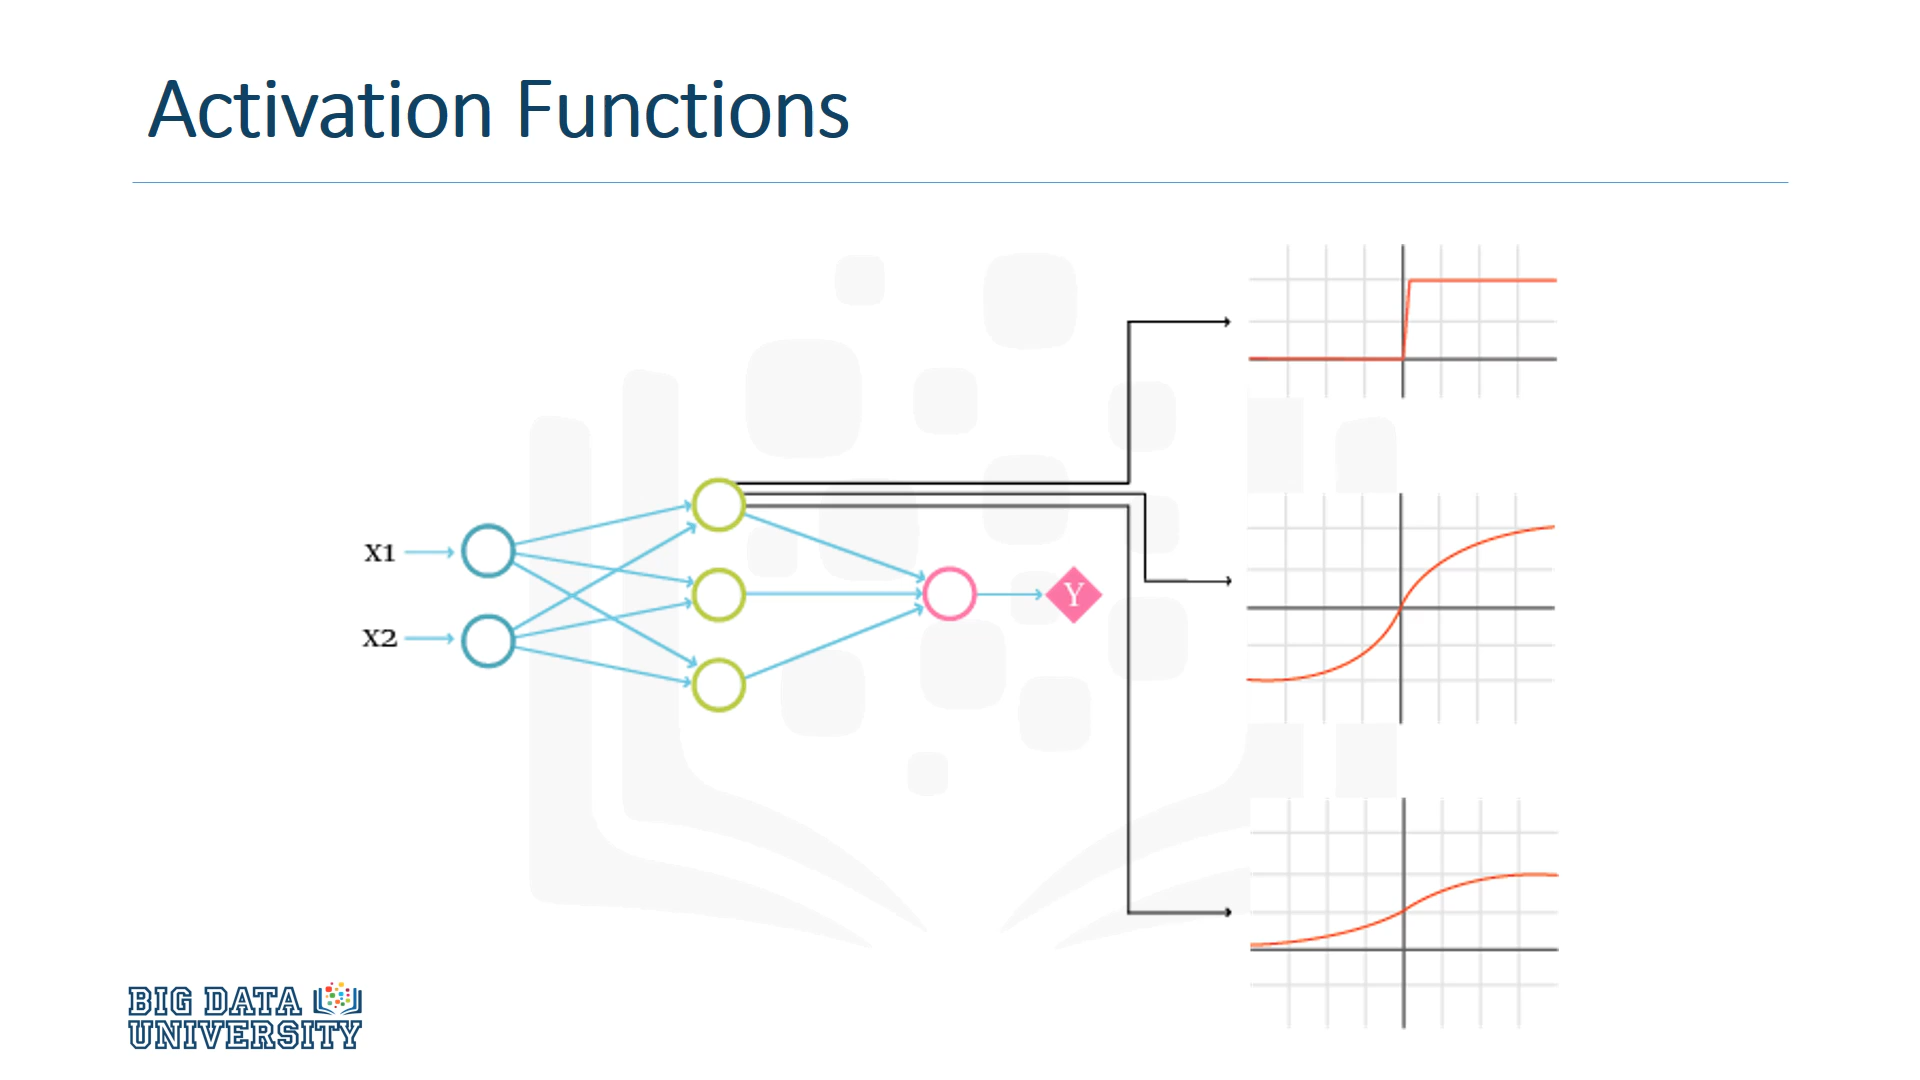 Activation Functions
X1
X2
Y
BIG DATA
UNIVERSITY